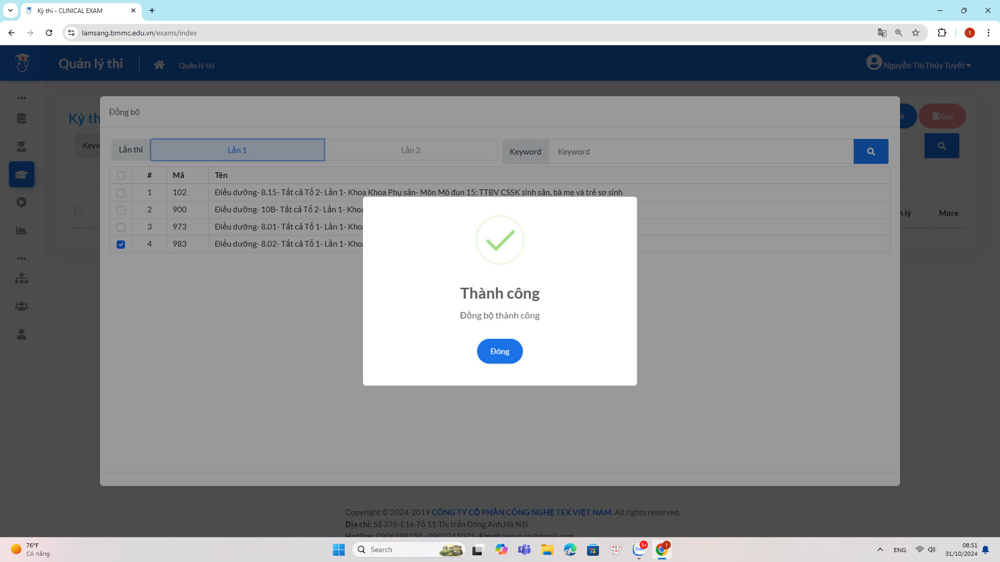 Kỳ thi - CLINICAL EXAM
lamsang.bmmc.edu.vn/exams/index
t
Quản lý thi
Quản lý thi
Nguyễn Thị Thúy Tuyết
Đồng bộ
Xóa
Lần thi
Lần 1
Lần 2
Keyword
Keyword
# Mã Tên
1 102 Điều dưỡng- 8.15- Tất cả Tổ 2- Lần 1- Khoa Khoa Phụ sản- Môn Mô đun 15: TTBV CSSK sinh sản, bà mẹ và trẻ sơ sinh
2 900 Điều dưỡng- 10B- Tất cả Tổ 2- Lần 1- Khoa
3 973 Điều dưỡng- 8.01- Tất cả Tổ 1- Lần 1- Khoa
4 983 Điều dưỡng- 8.02- Tất cả Tổ 1- Lần 1- Khoa
lý
More
Thành công
Đồng bộ thành công
Đóng
Copyright © 2024-2019 CÔNG TY CỔ PHẦN CÔNG NGHỆ TEX VIỆT NAM. All rights reserved.
Địa chỉ: Số 376-E16-Tổ 11 Thị trấn Đông Anh,Hà Nội
Hotline: 0906998194 - 0902241071 -Email: texvn.co@gmail.com
76°F
Có nắng
Search
Zalo
5+
t
ENG
08:51
31/10/2024